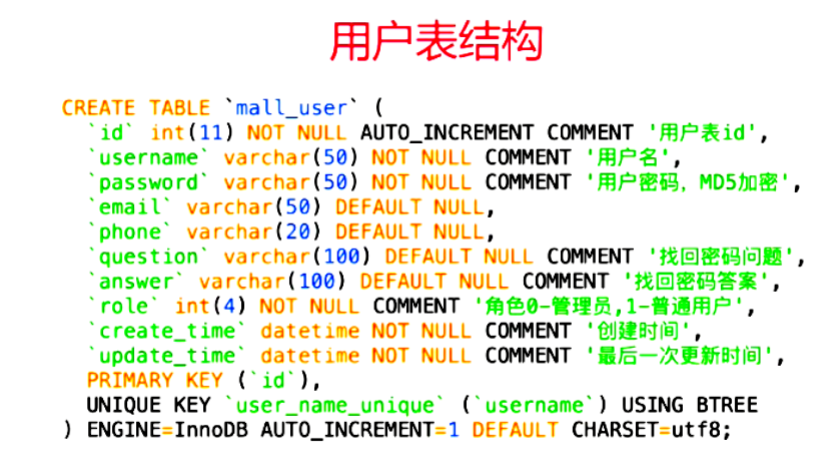 用户表结构
CREATE TABLE `mall_user` (
`id` int(11) NOT NULL AUTO_INCREMENT COMMENT '用户表id',
`username` varchar(50) NOT NULL COMMENT '用户名',
`password` varchar(50) NOT NULL COMMENT '用户密码，MD5加密',
`email` varchar(50) DEFAULT NULL,
`phone` varchar(20) DEFAULT NULL,
`question` varchar(100) DEFAULT NULL COMMENT '找回密码问题',
`answer` varchar(100) DEFAULT NULL COMMENT '找回密码答案',
`role` int(4) NOT NULL COMMENT '角色0-管理员,1-普通用户',
`create_time` datetime NOT NULL COMMENT '创建时间',
`update_time` datetime NOT NULL COMMENT '最后一次更新时间',
PRIMARY KEY (`id`),
UNIQUE KEY `user_name_unique` (`username`) USING BTREE
) ENGINE=InnoDB AUTO_INCREMENT=1 DEFAULT CHARSET=utf8;